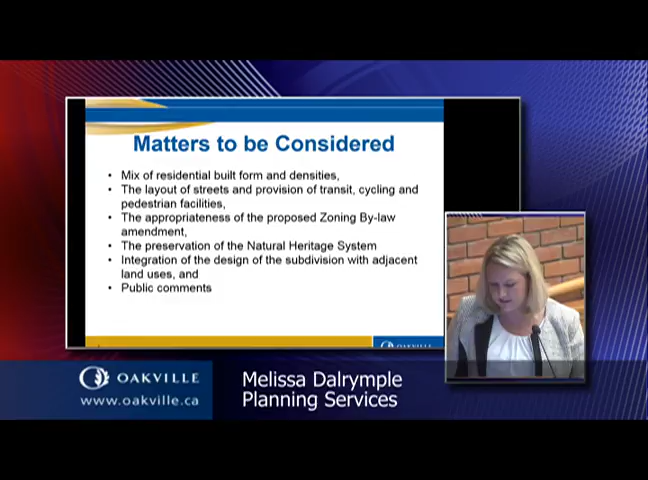 Matters to be Considered
• Mix of residential built form and densities,
• The layout of streets and provision of transit, cycling and
pedestrian facilities,
• The appropriateness of the proposed Zoning By-law
amendment,
• The preservation of the Natural Heritage System
• Integration of the design of the subdivision with adjacent
land uses, and
• Public comments
OAKVILLE
OAKVILLE
www.oakville.ca
Melissa Dalrymple
Planning Services